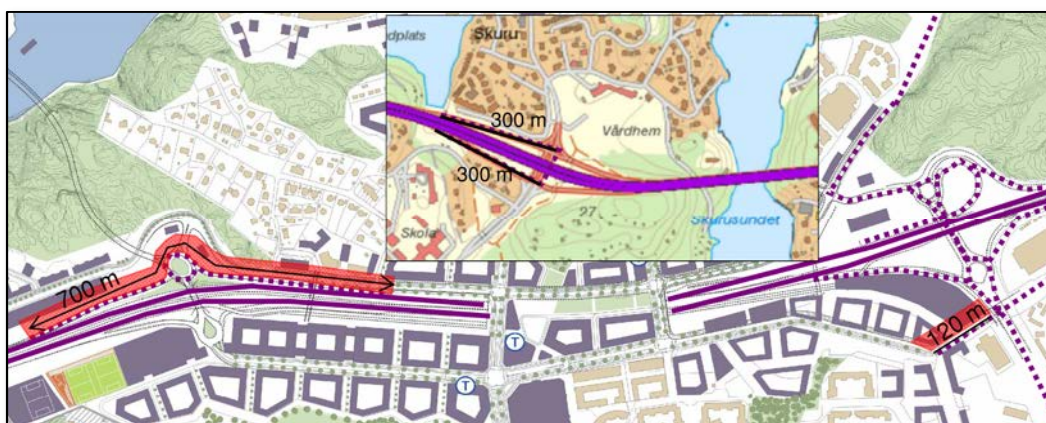 dplats
Skuru
300 m
Vårdhem
300 m
27
Skola
Skurusundet
700 m
120 m
T
T